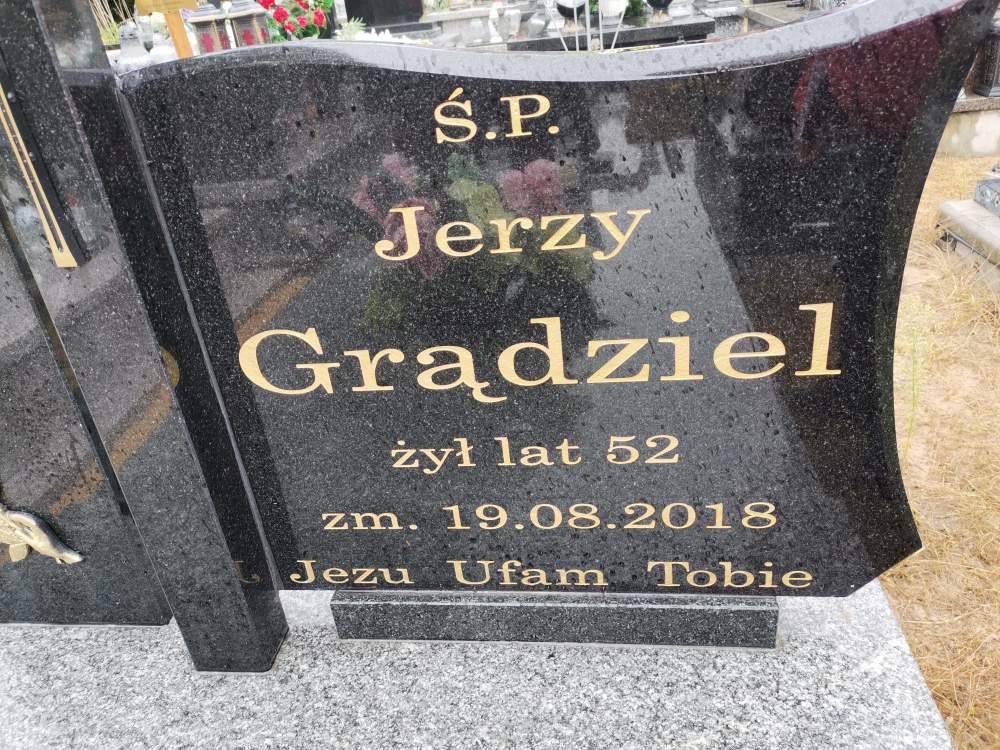 Ś.P.
Jerzy
Grądziel
żył lat 52
zm. 19.08.2018
Jezu Ufam Tobie